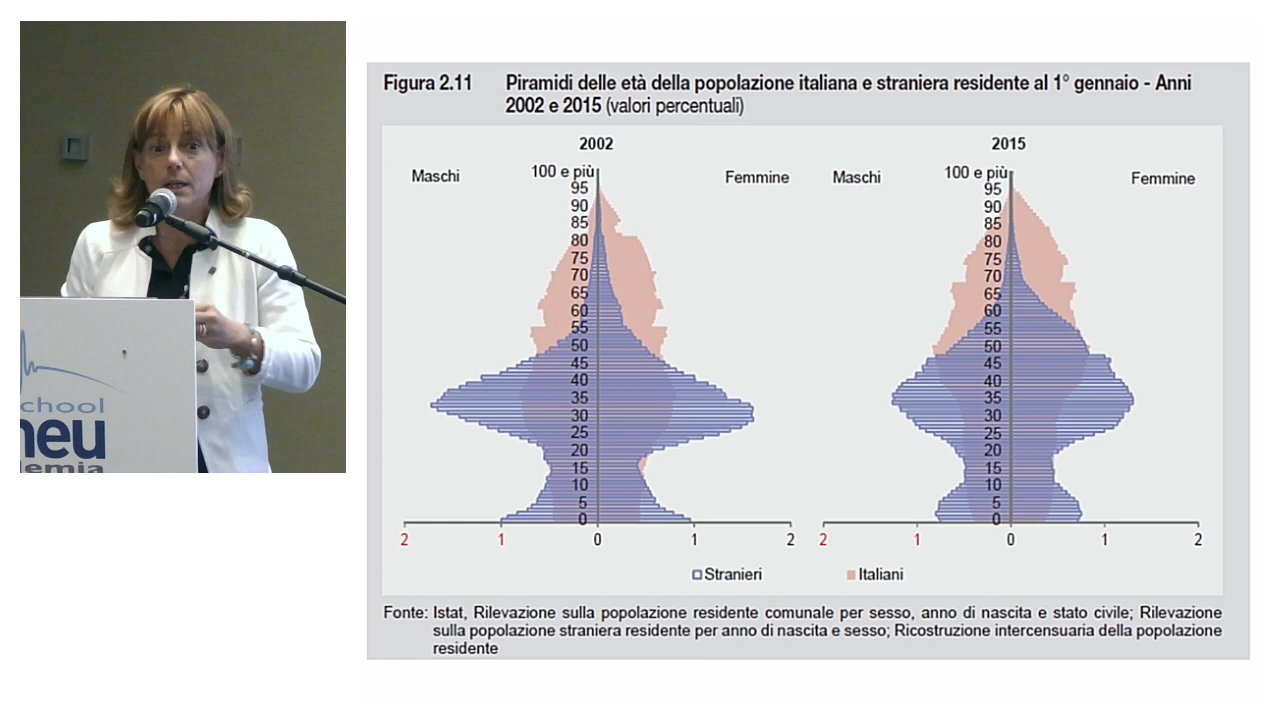 chool
neu
demia
Figura 2.11 Piramidi delle età della popolazione italiana e straniera residente al 1° gennaio - Anni
2002 e 2015 (valori percentuali)
2002
Maschi
Femmine
100 e più
95
90
85
80
75
70
65
60
55
50
45
40
35
30
25
20
15
10
5
0
2 1 0 1 2
2015
Maschi
Femmine
100 e più
95
90
85
80
75
70
65
60
55
50
45
40
35
30
25
20
15
10
5
0
2 1 0 1 2
Stranieri Italiani
Fonte: Istat, Rilevazione sulla popolazione residente comunale per sesso, anno di nascita e stato civile; Rilevazione
sulla popolazione straniera residente per anno di nascita e sesso; Ricostruzione intercensuaria della popolazione
residente